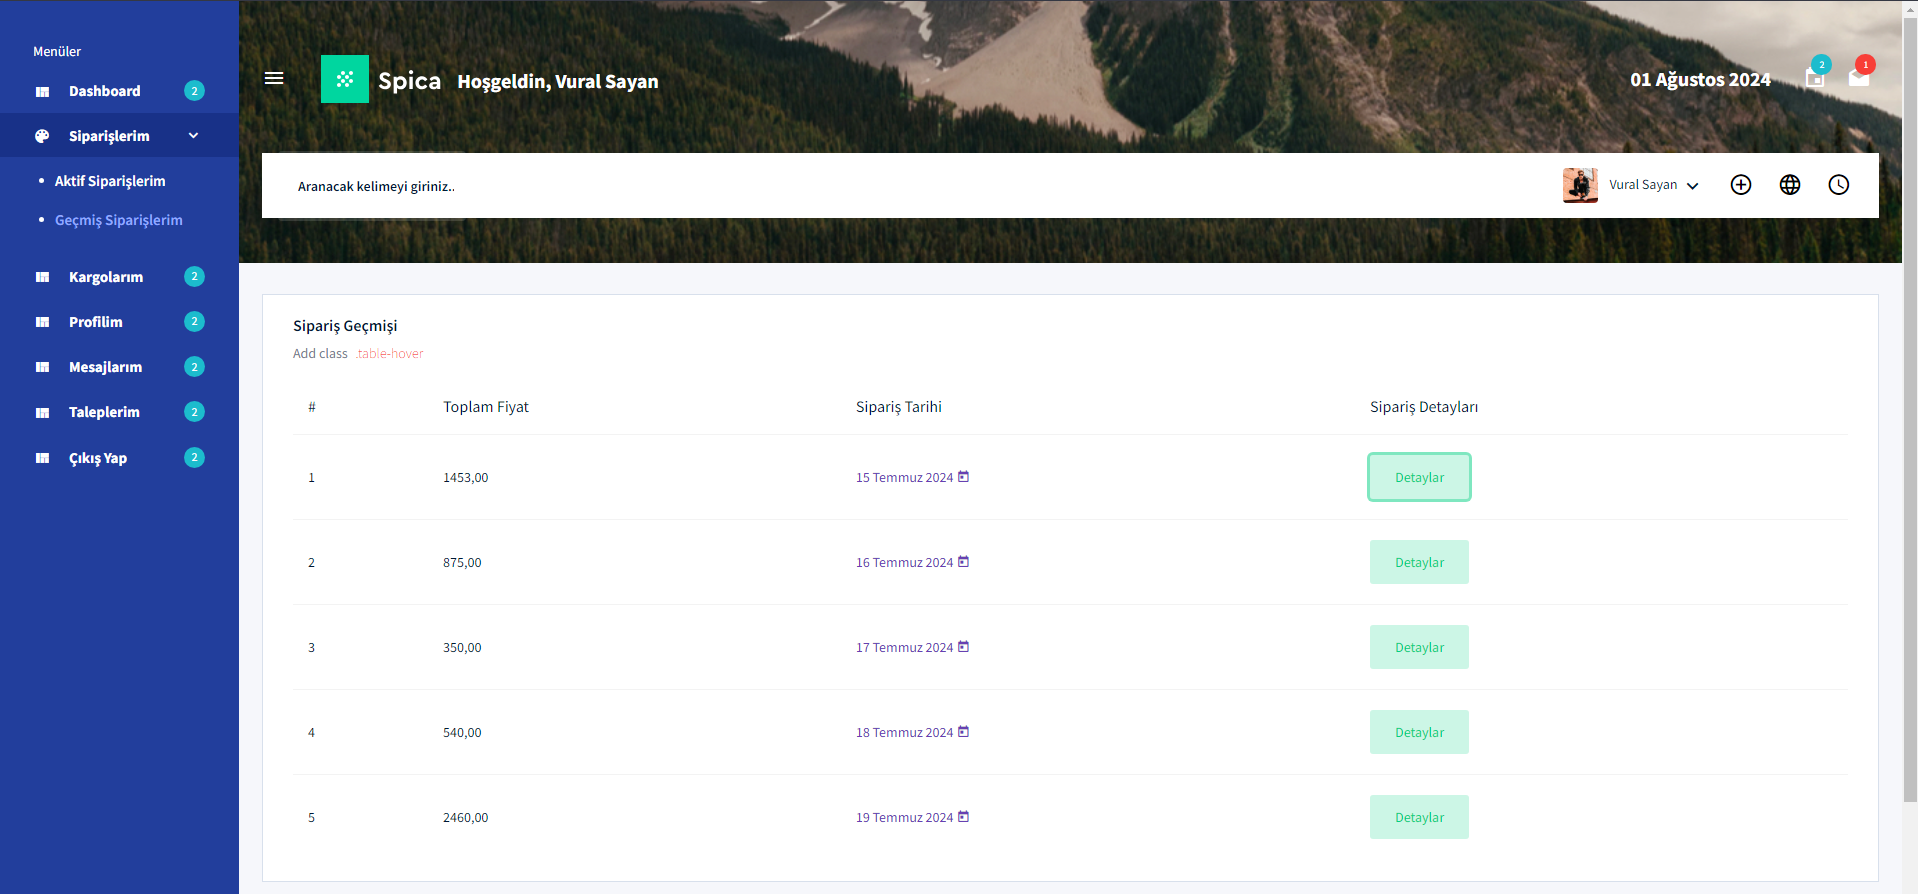 Menüler
Dashboard 2
Siparişlerim
Aktif Siparişlerim
Geçmiş Siparişlerim
Kargolarım 2
Profilim 2
Mesajlarım 2
Taleplerim 2
Çıkış Yap 2
Spica Hoşgeldin, Vural Sayan
01 Ağustos 2024 2 1
Aranacak kelimeyi giriniz..
Vural Sayan
Sipariş Geçmişi
Add class .table-hover
# Toplam Fiyat Sipariş Tarihi Sipariş Detayları
1 1453,00 15 Temmuz 2024 Detaylar
2 875,00 16 Temmuz 2024 Detaylar
3 350,00 17 Temmuz 2024 Detaylar
4 540,00 18 Temmuz 2024 Detaylar
5 2460,00 19 Temmuz 2024 Detaylar